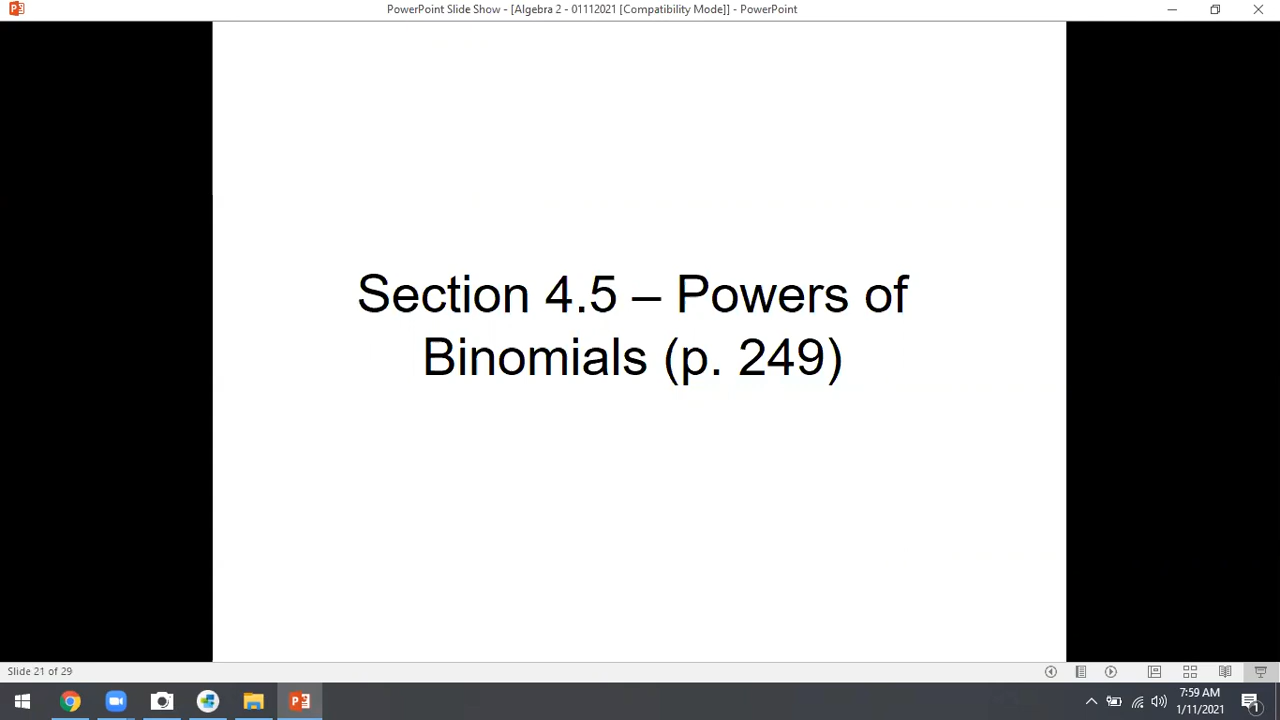 PowerPoint Slide Show - [Algebra 2 - 01112021 [Compatibility Mode]] - PowerPoint
Section 4.5 – Powers of
Binomials (p. 249)
Slide 21 of 29
7:59 AM
1/11/2021
1